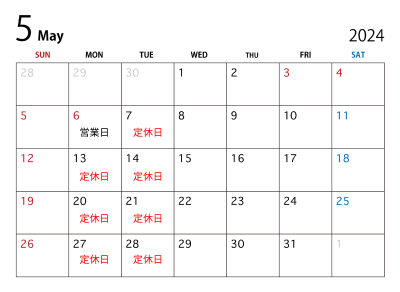 5 May 2024
SUN MON TUE WED THU FRI SAT
28 29 30 1 2 3 4
5 6 7 8 9 10 11
営業日 定休日
12 13 14 15 16 17 18
定休日 定休日
19 20 21 22 23 24 25
定休日 定休日
26 27 28 29 30 31 1
定休日 定休日